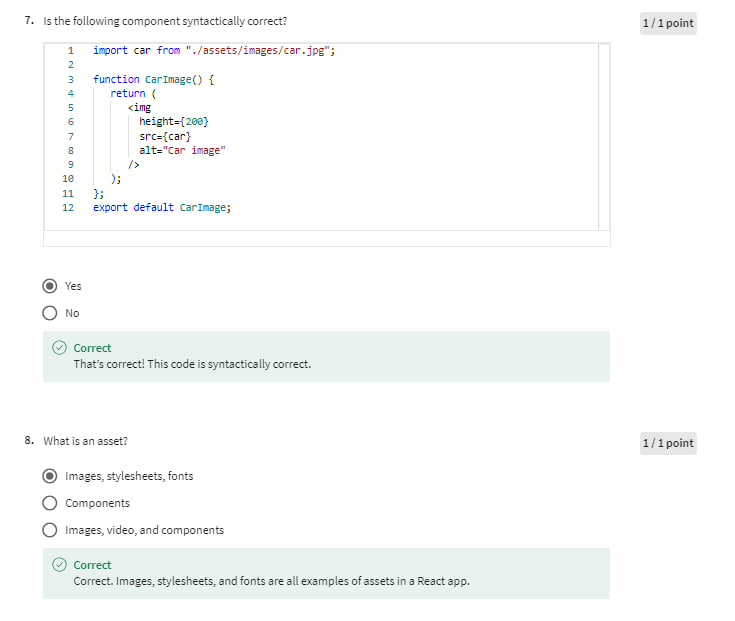 7. Is the following component syntactically correct?
1 / 1 point
1 import car from "./assets/images/car.jpg";
2
3 function CarImage() {
4 return (
5 <img
6 height={200}
7 src={car}
8 alt="Car image"
9 />
10 );
11 };
12 export default CarImage;
Yes
No
Correct
That's correct! This code is syntactically correct.
8. What is an asset?
1 / 1 point
Images, stylesheets, fonts
Components
Images, video, and components
Correct
Correct. Images, stylesheets, and fonts are all examples of assets in a React app.